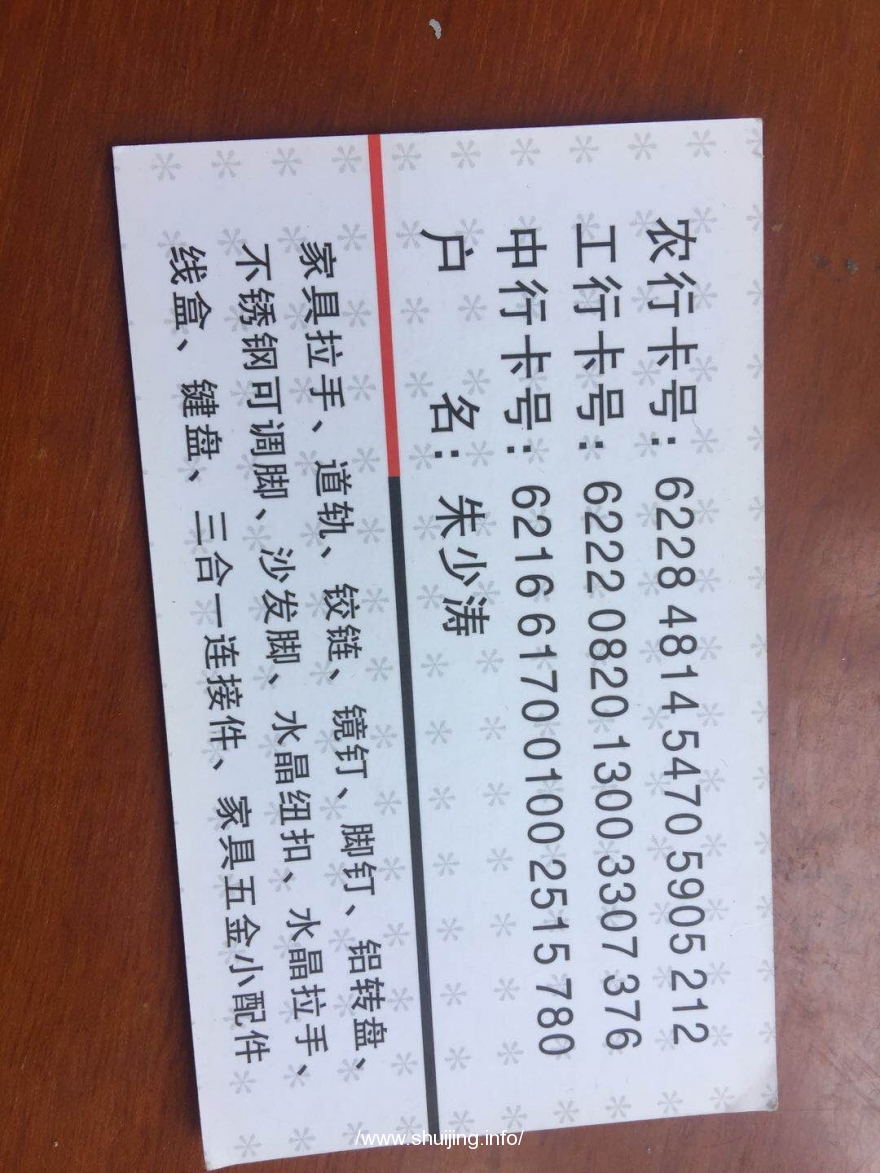 农行卡号：6228 4814 5470 5905 212
工行卡号：6222 0820 1300 3307 376
中行卡号：6216 6170 0100 2515 780
户 名：朱少涛
家具拉手、道轨、铰链、镜钉、脚钉、铝转盘、
不锈钢可调脚、沙发脚、水晶纽扣、水晶拉手、
线盒、键盘、三合一连接件、家具五金小配件
/www.shuijing.info/